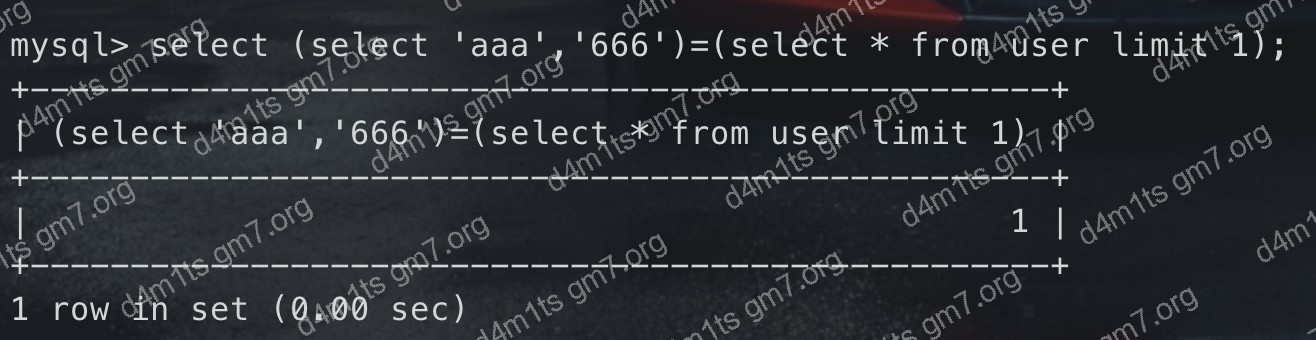 mysql> select (select 'aaa','666')=(select * from user limit 1);
+----------------------------------------------------+
| (select 'aaa','666')=(select * from user limit 1) |
+----------------------------------------------------+
| 1 |
+----------------------------------------------------+
1 row in set (0.00 sec)
d4m1ts gm7.org